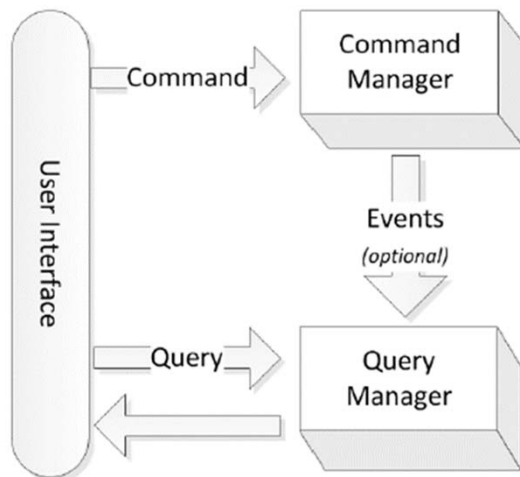 User Interface
Command
Command
Manager
Events
(optional)
Query
Query
Manager